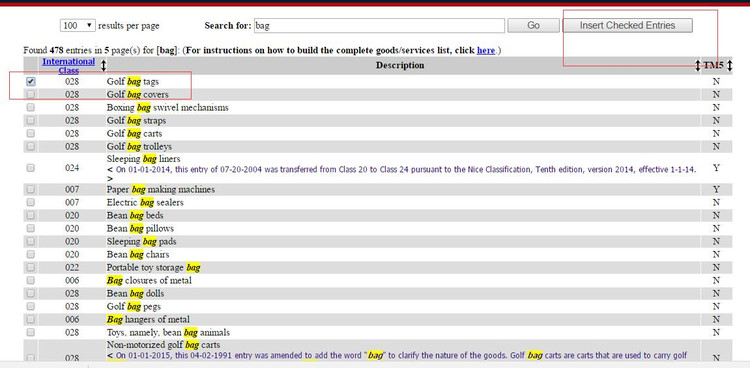 100 results per page Search for: bag Go Insert Checked Entries
Found 478 entries in 5 page(s) for [bag]: (For instructions on how to build the complete goods/services list, click here.)
International Class Description TM5
028 Golf bag tags N
028 Golf bag covers N
028 Boxing bag swivel mechanisms N
028 Golf bag straps N
028 Golf bag carts N
028 Golf bag trolleys N
024 Sleeping bag liners Y
< On 01-01-2014, this entry of 07-20-2004 was transferred from Class 20 to Class 24 pursuant to the Nice Classification, Tenth edition, version 2014, effective 1-1-14.
>
007 Paper bag making machines Y
007 Electric bag sealers N
020 Bean bag beds N
020 Bean bag pillows N
020 Sleeping bag pads N
020 Bean bag chairs N
022 Portable toy storage bag N
006 Bag closures of metal N
028 Bean bag dolls N
028 Golf bag pegs N
006 Bag hangers of metal N
028 Toys, namely, bean bag animals N
Non-motorized golf bag carts
028 < On 01-01-2015, this 04-02-1991 entry was amended to add the word "bag" to clarify the nature of the goods. Golf bag carts are carts that are used to carry golf N